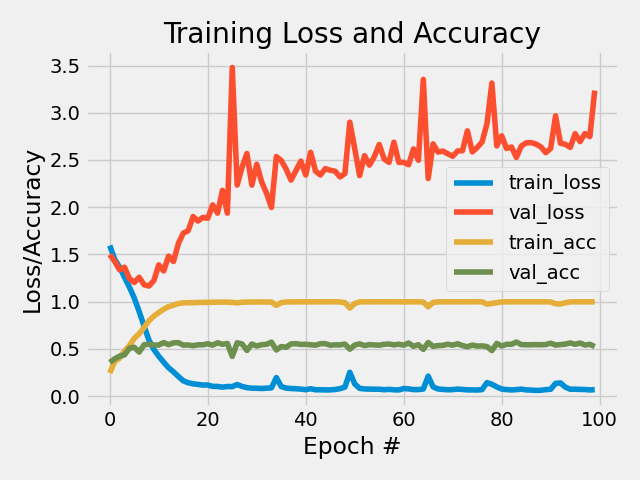 Training Loss and Accuracy
Loss/Accuracy
3.5
3.0
2.5
2.0
1.5
1.0
0.5
0.0
train_loss
val_loss
train_acc
val_acc
0 20 40 60 80 100
Epoch #